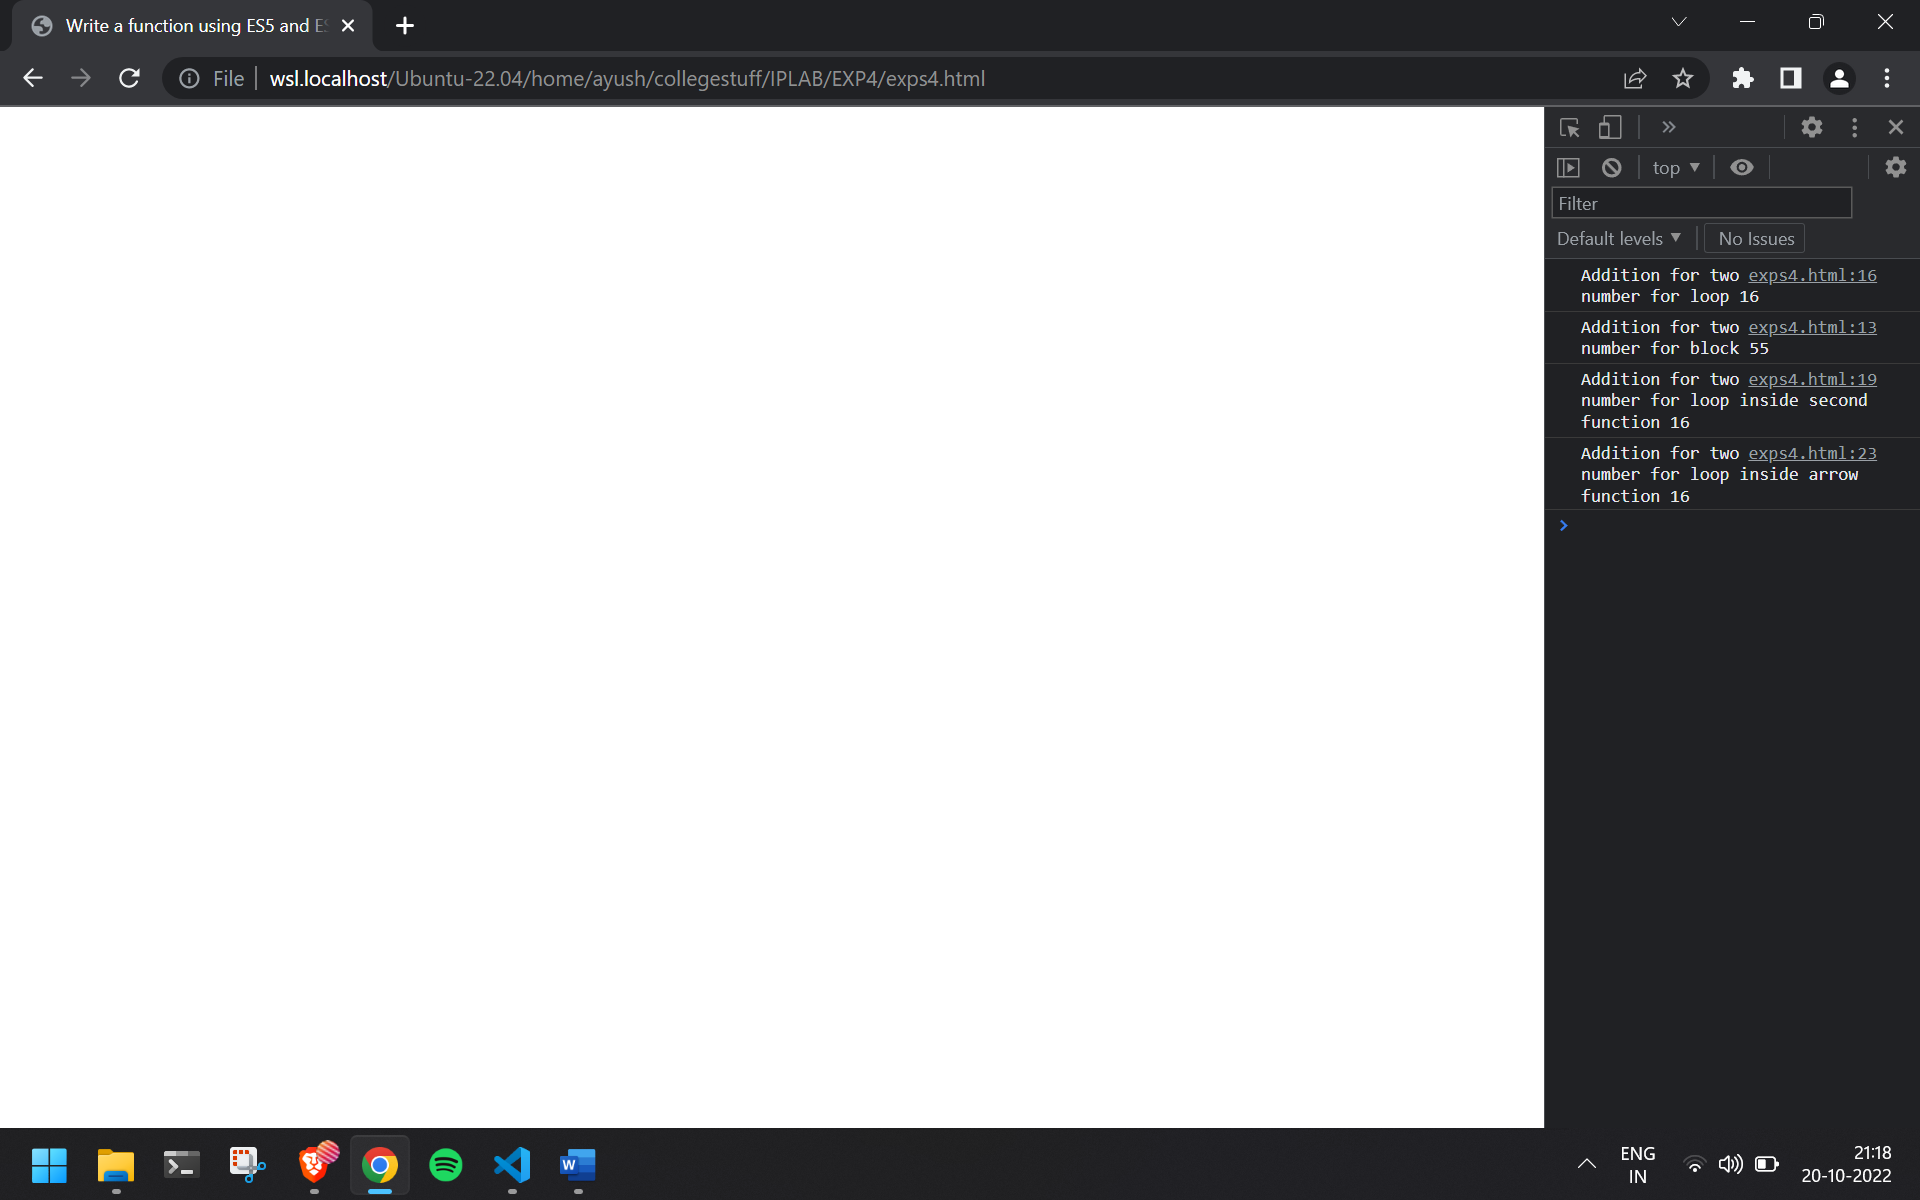 Write a function using ES5 and ES
File
wsl.localhost/Ubuntu-22.04/home/ayush/collegestuff/IPLAB/EXP4/exps4.html
top
Filter
Default levels No Issues
Addition for two exps4.html:16
number for loop 16
Addition for two exps4.html:13
number for block 55
Addition for two exps4.html:19
number for loop inside second
function 16
Addition for two exps4.html:23
number for loop inside arrow
function 16
W
ENG
IN
21:18
20-10-2022